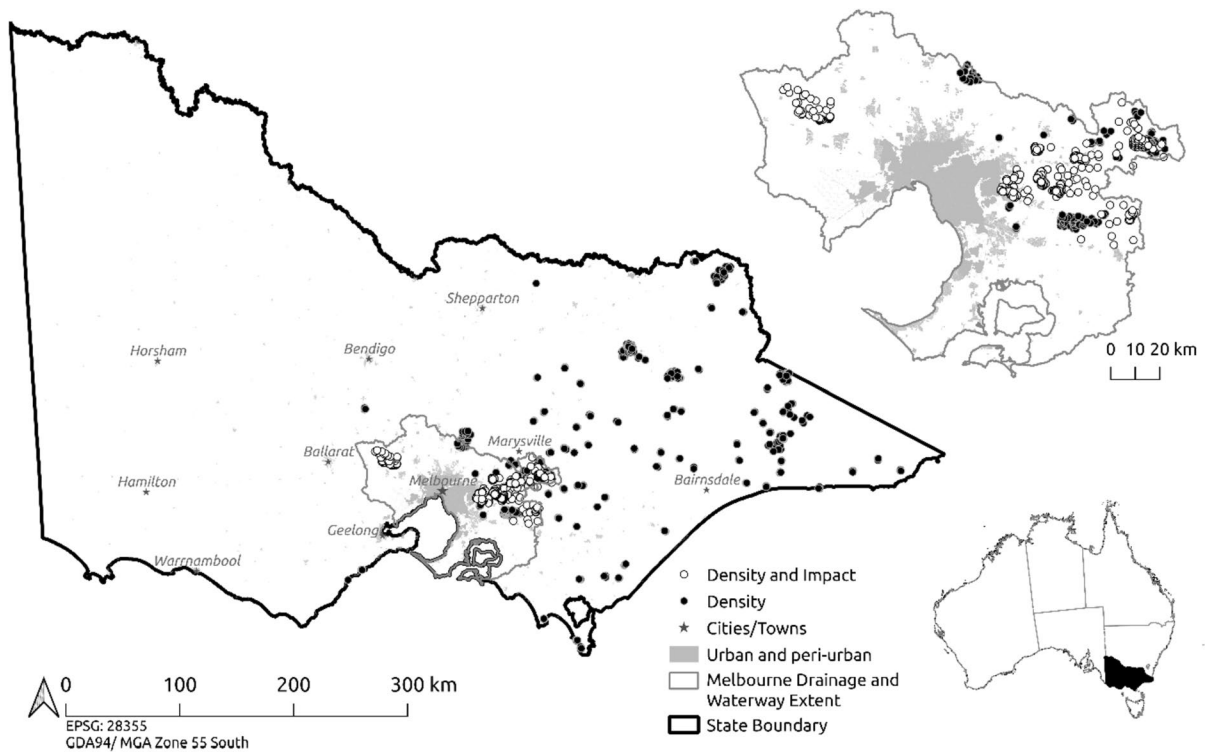 0 10 20 km
Shepparton
Horsham
Bendigo
Marysville
Ballarat
Melbourne
Hamilton
Bairnsdale
Geelong
Warrnambool
Density and Impact
Density
Cities/Towns
Urban and peri-urban
Melbourne Drainage and
Waterway Extent
State Boundary
0 100 200 300 km
EPSG: 28355
GDA94/ MGA Zone 55 South